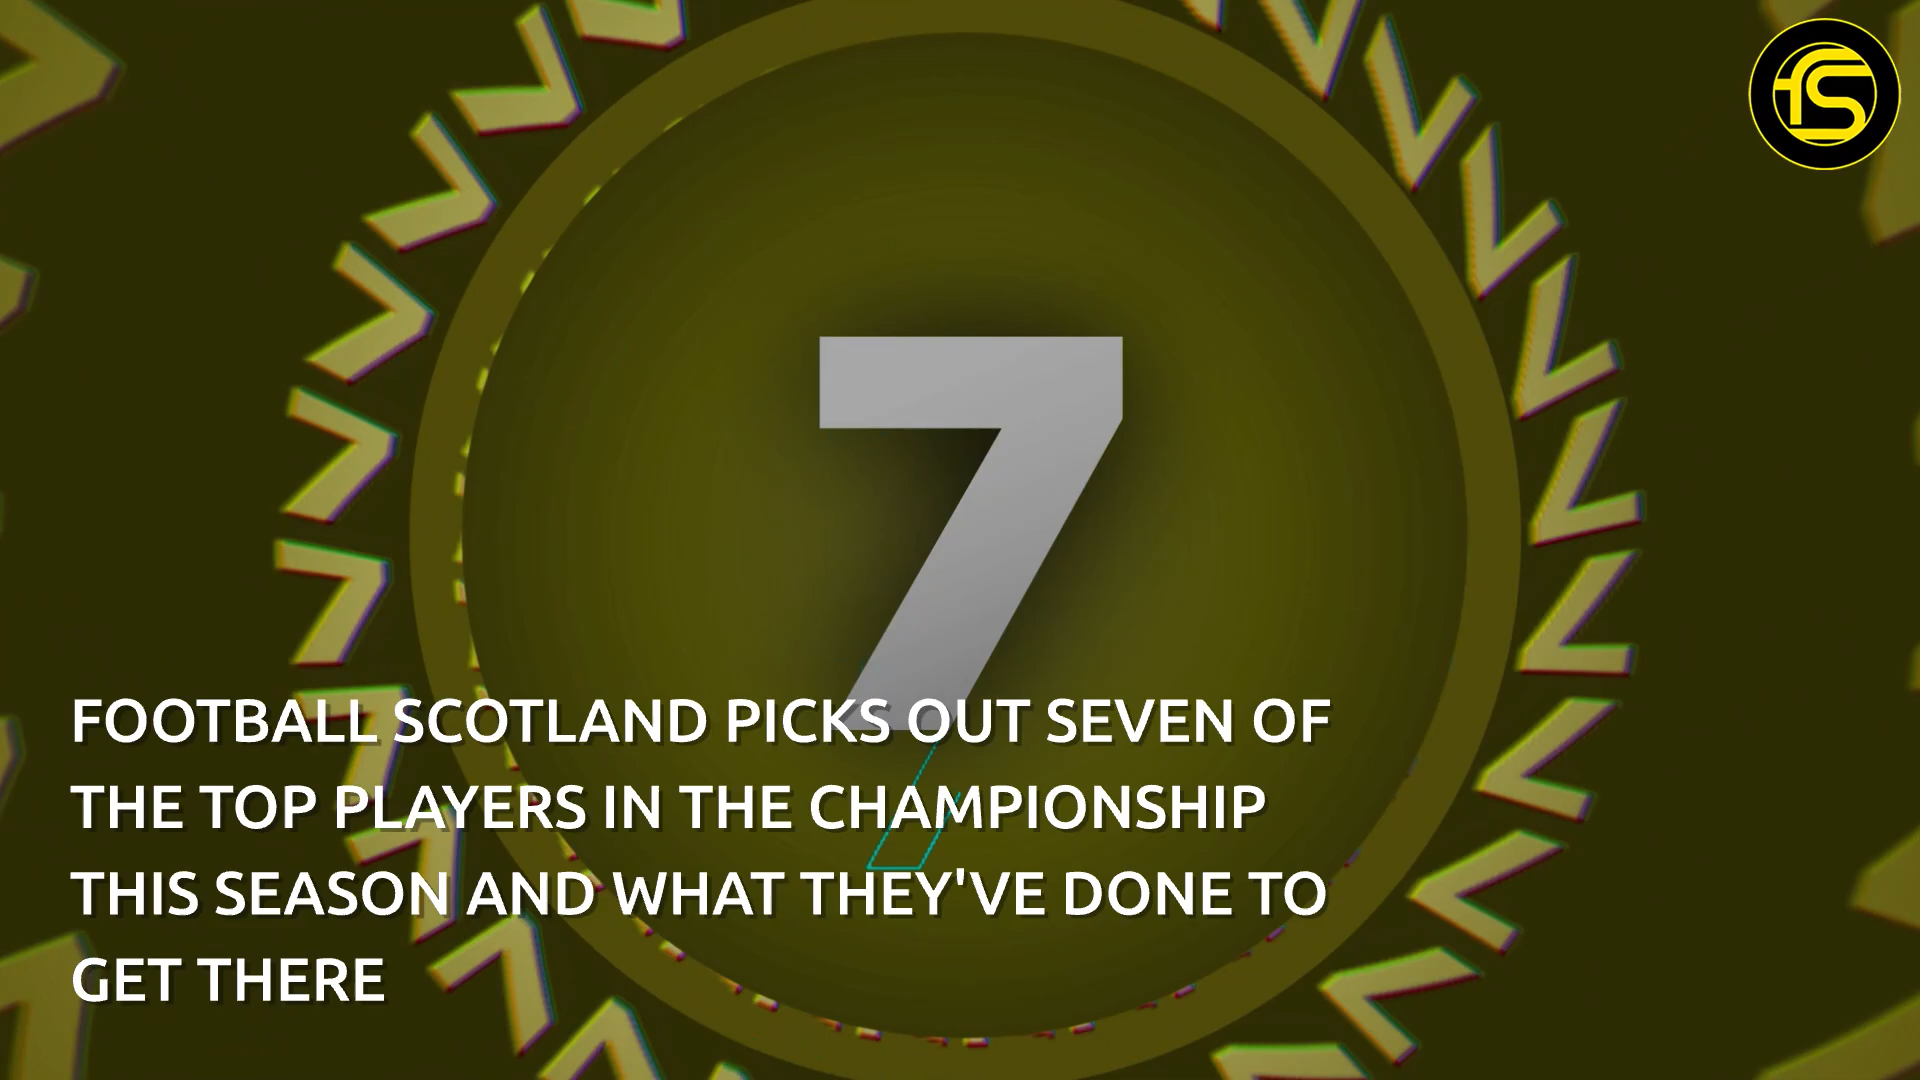 7
FOOTBALL SCOTLAND PICKS OUT SEVEN OF
THE TOP PLAYERS IN THE CHAMPIONSHIP
THIS SEASON AND WHAT THEY'VE DONE TO
GET THERE
fS